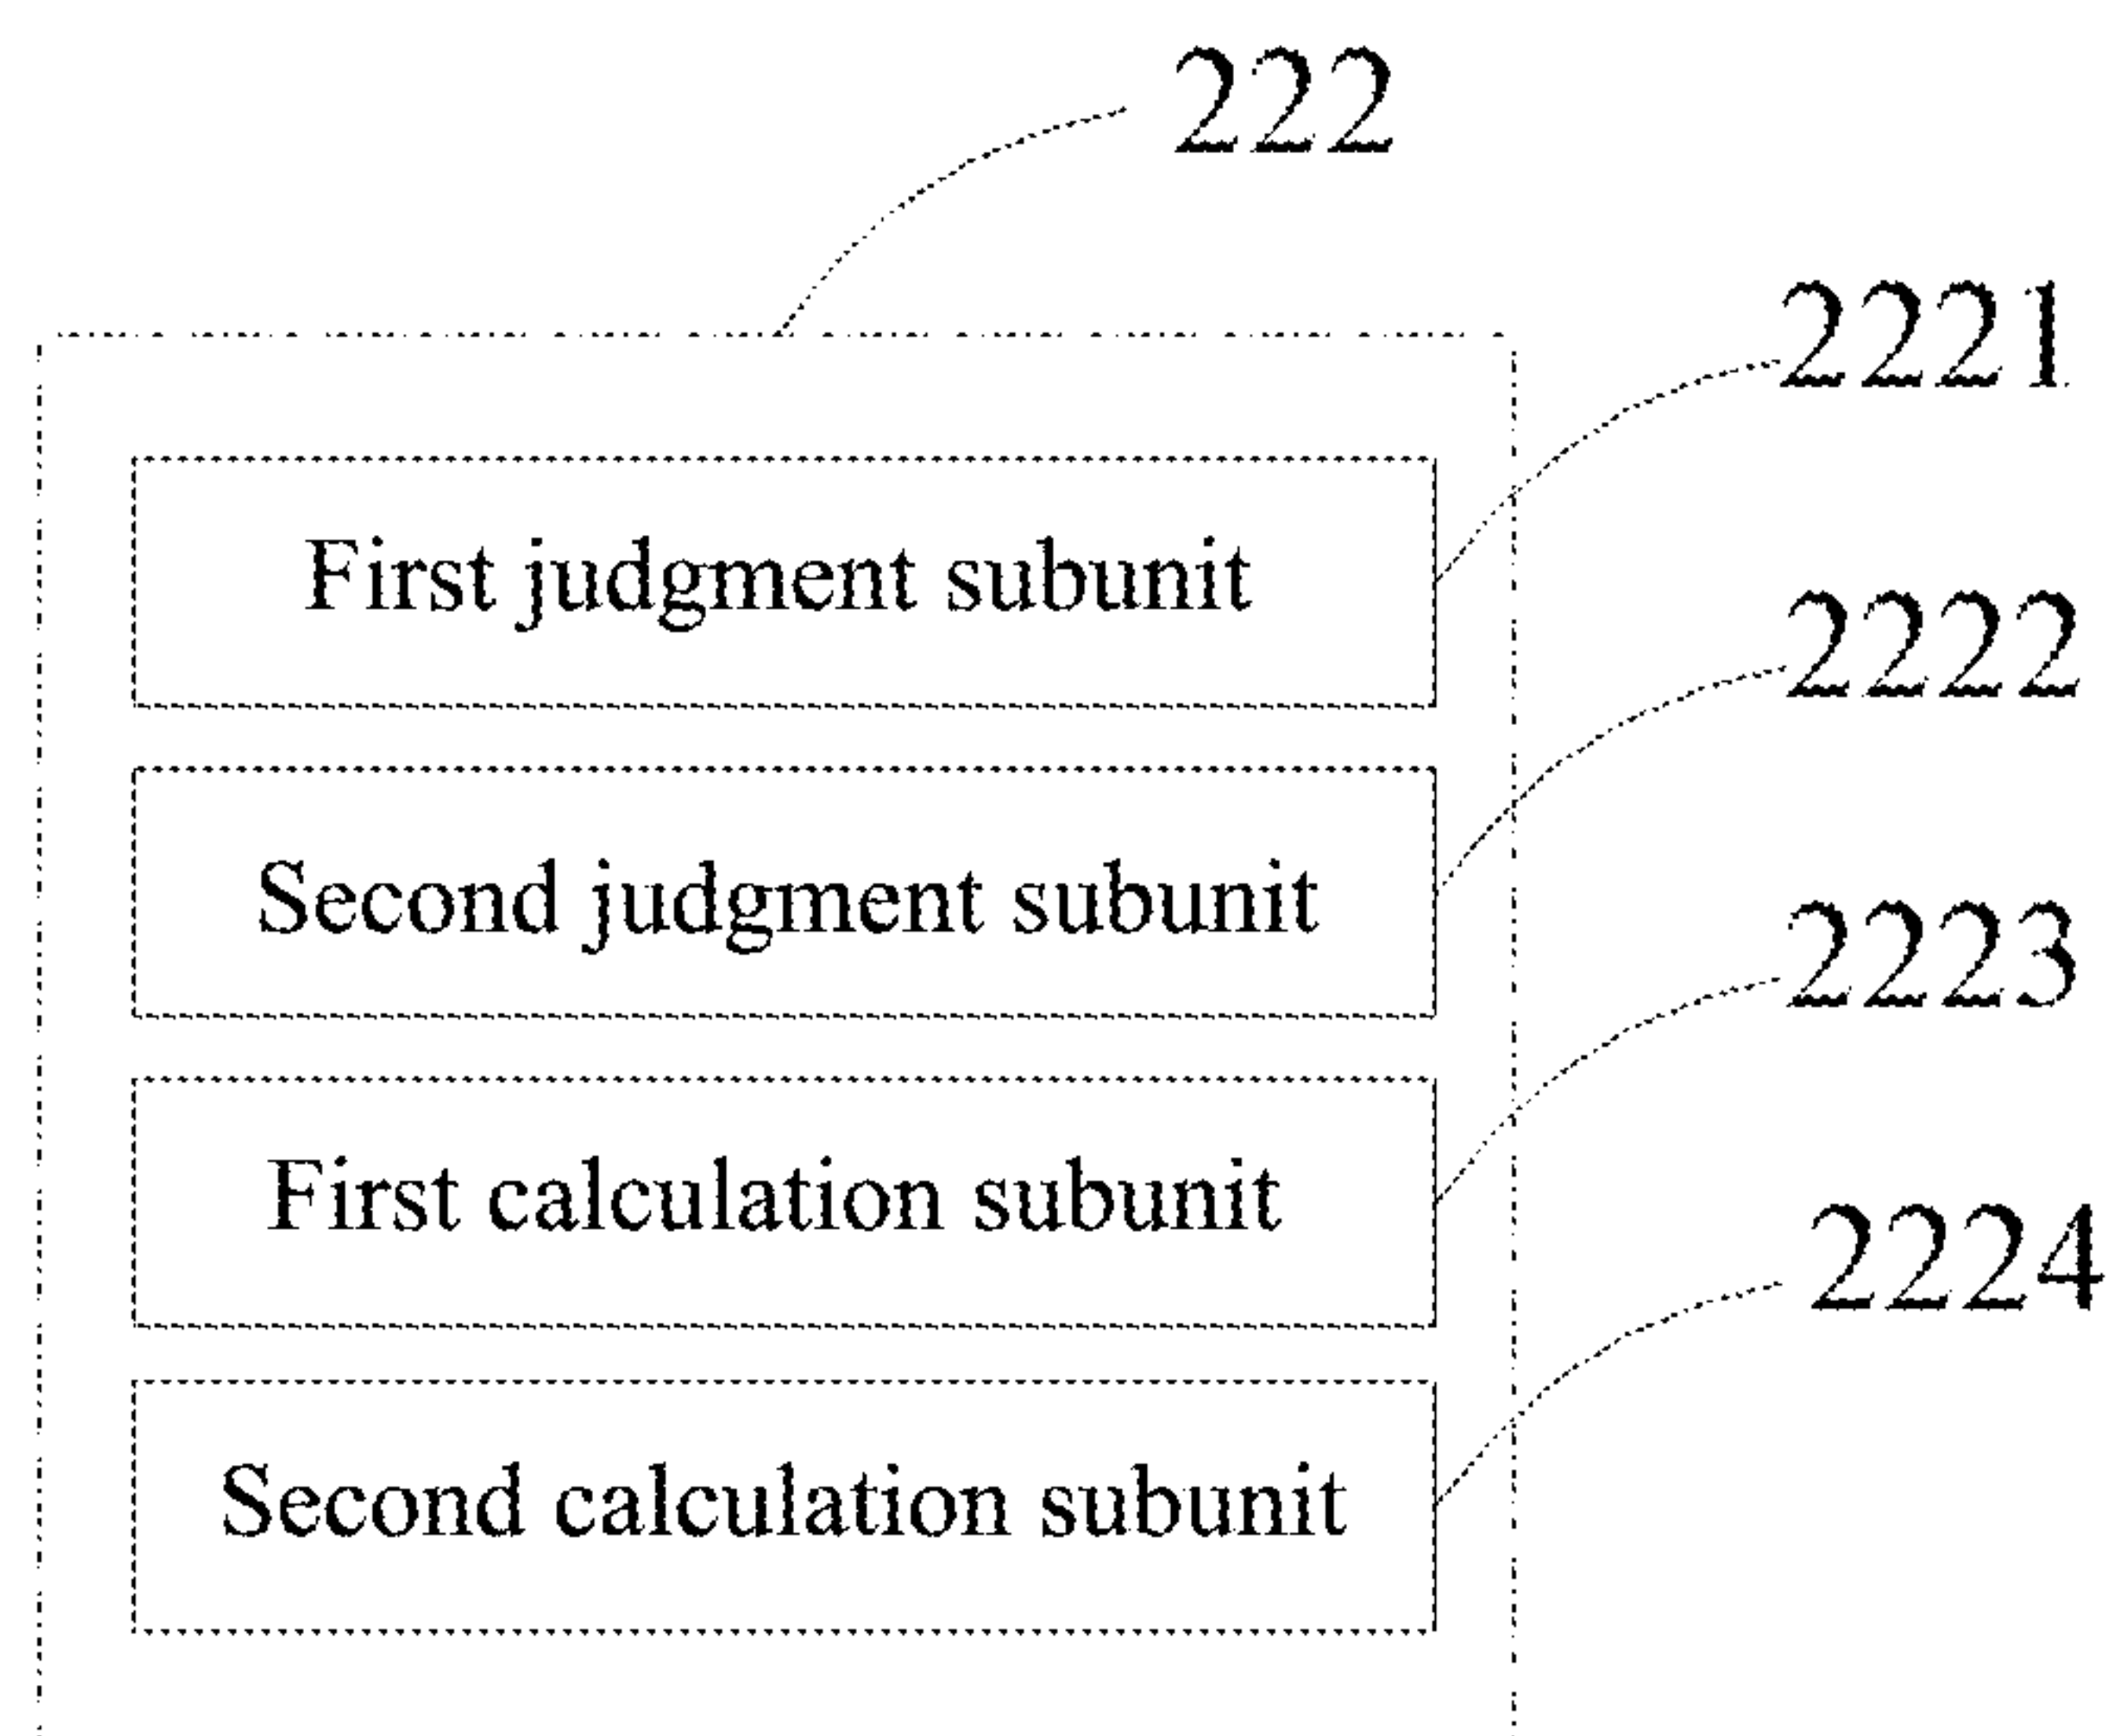 222
2221
First judgment subunit
2222
Second judgment subunit
2223
First calculation subunit
2224
Second calculation subunit